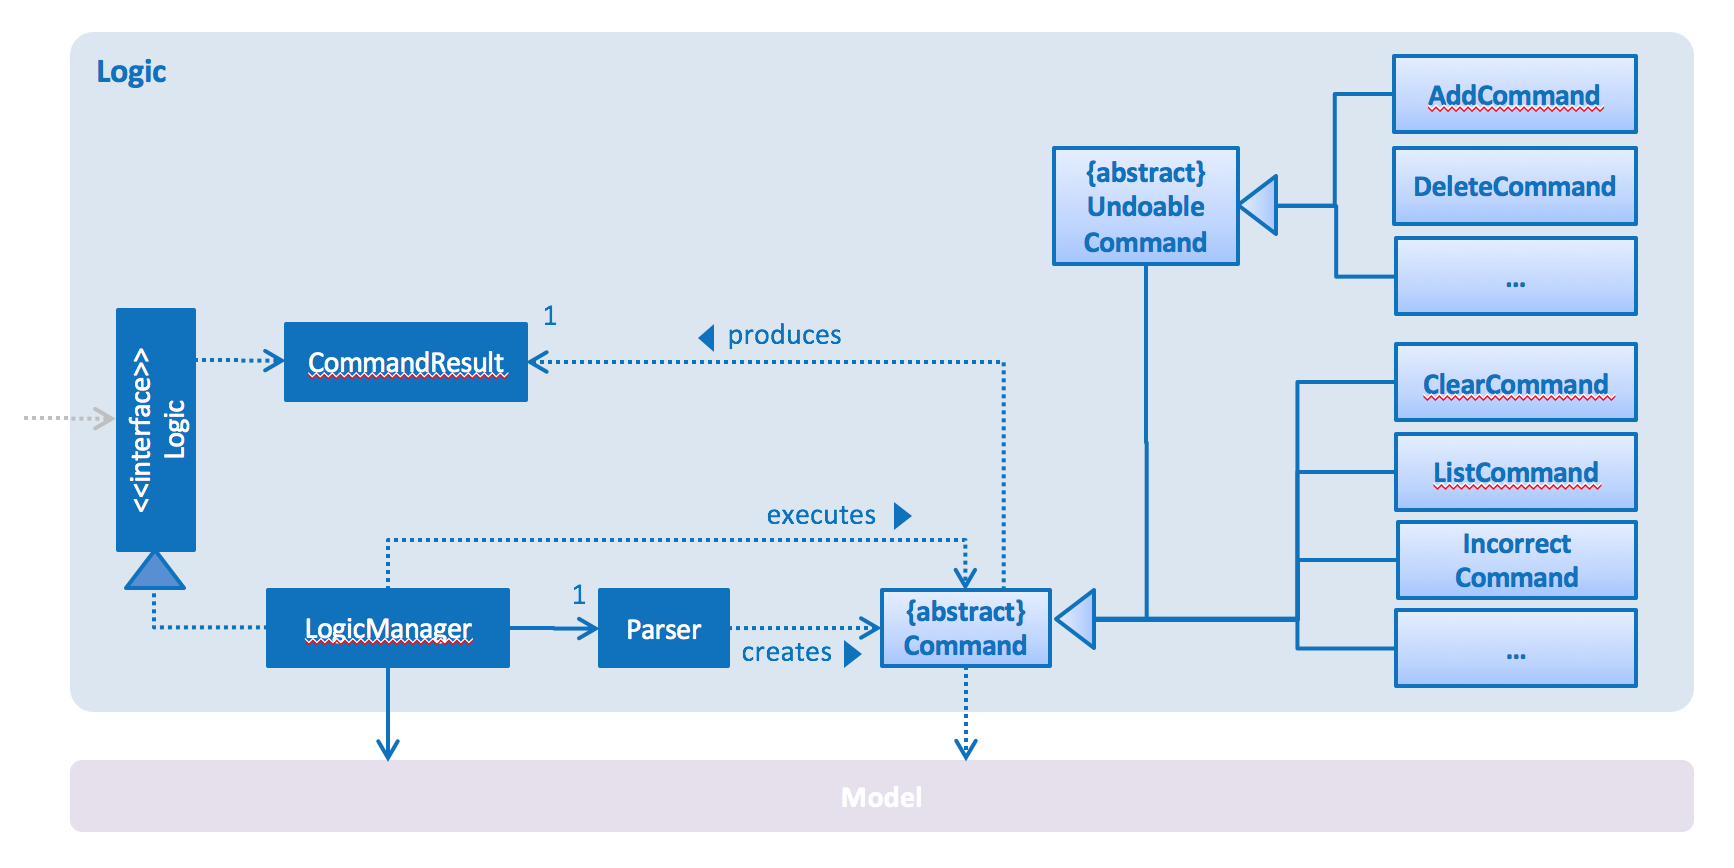 Logic
AddCommand
{abstract}
Undoable
Command
DeleteCommand
...
<<interface>>
Logic
CommandResult
1
produces
ClearCommand
ListCommand
executes
Incorrect
Command
LogicManager
1
Parser
creates
{abstract}
Command
...
Model